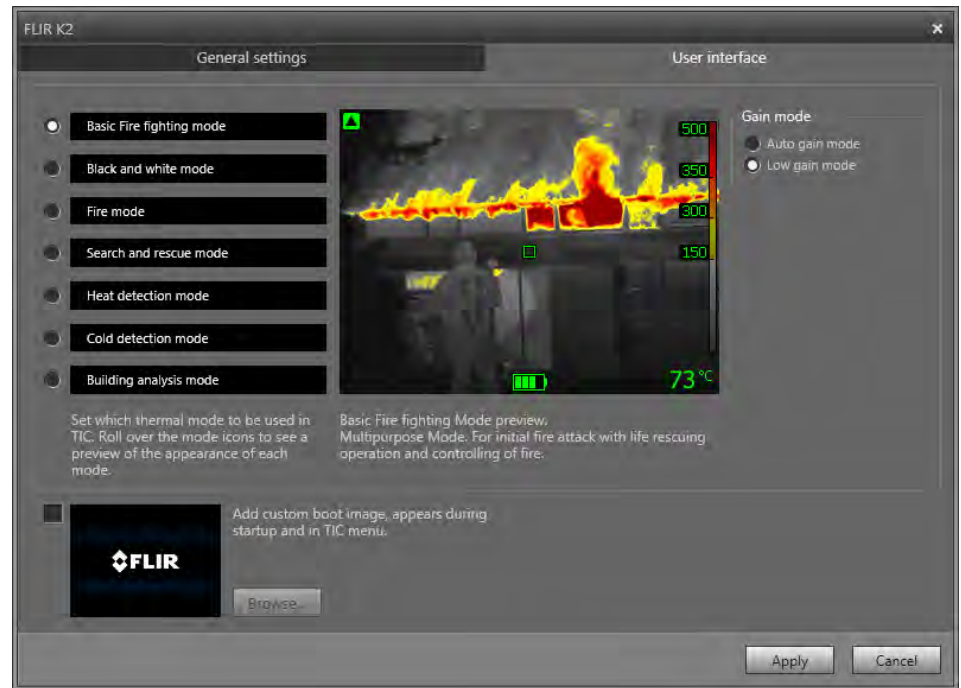 FLIR K2
General settings
User interface
Basic Fire fighting mode
Black and white mode
Fire mode
Search and rescue mode
Heat detection mode
Cold detection mode
Building analysis mode
Set which thermal mode to be used in
TIC. Roll over the mode icons to see a
preview of the appearance of each
mode.
500
350
300
150
73 °C
Basic Fire fighting Mode preview.
Multipurpose Mode. For initial fire attack with life rescuing
operation and controlling of fire.
Gain mode
Auto gain mode
Low gain mode
FLIR
Add custom boot image, appears during
startup and in TIC menu.
Browse...
Apply
Cancel